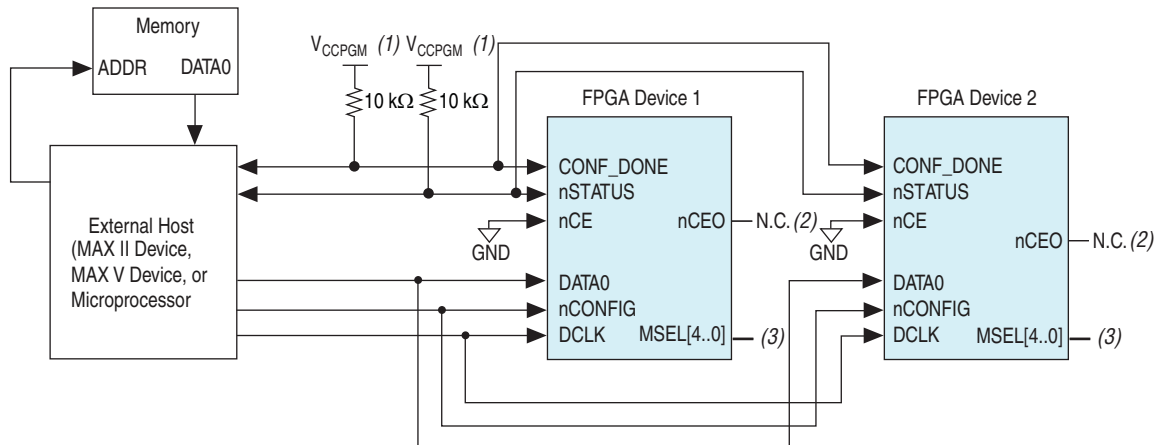 Memory
ADDR DATA0
VCCPGM (1) VCCPGM (1)
10 kΩ 10 kΩ
External Host
(MAX II Device,
MAX V Device, or
Microprocessor
FPGA Device 1
CONF_DONE
nSTATUS
nCE
nCEO N.C. (2)
GND
DATA0
nCONFIG
DCLK MSEL[4..0] (3)
FPGA Device 2
CONF_DONE
nSTATUS
nCE
nCEO N.C. (2)
GND
DATA0
nCONFIG
DCLK MSEL[4..0] (3)